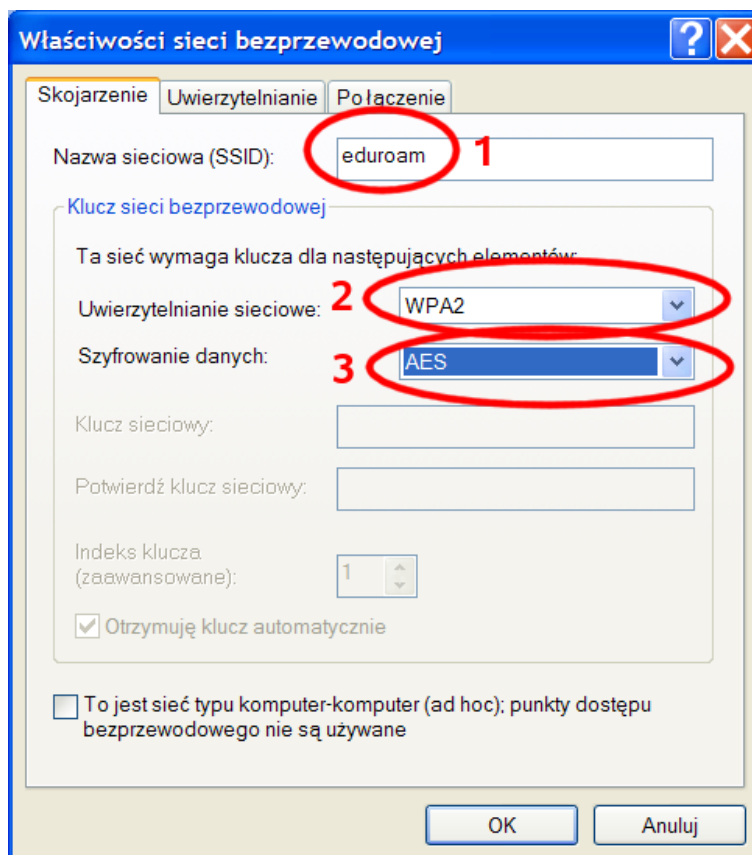 Właściwości sieci bezprzewodowej
Skojarzenie Uwierzytelnianie Połączenie
Nazwa sieciowa (SSID): eduroam 1
Klucz sieci bezprzewodowej
Ta sieć wymaga klucza dla następujących elementów:
Uwierzytelnianie sieciowe: 2 WPA2
Szyfrowanie danych: 3 AES
Klucz sieciowy:
Potwierdź klucz sieciowy:
Indeks klucza
(zaawansowane): 1
Otrzymuję klucz automatycznie
To jest sieć typu komputer-komputer (ad hoc); punkty dostępu
bezprzewodowego nie są używane
OK Anuluj